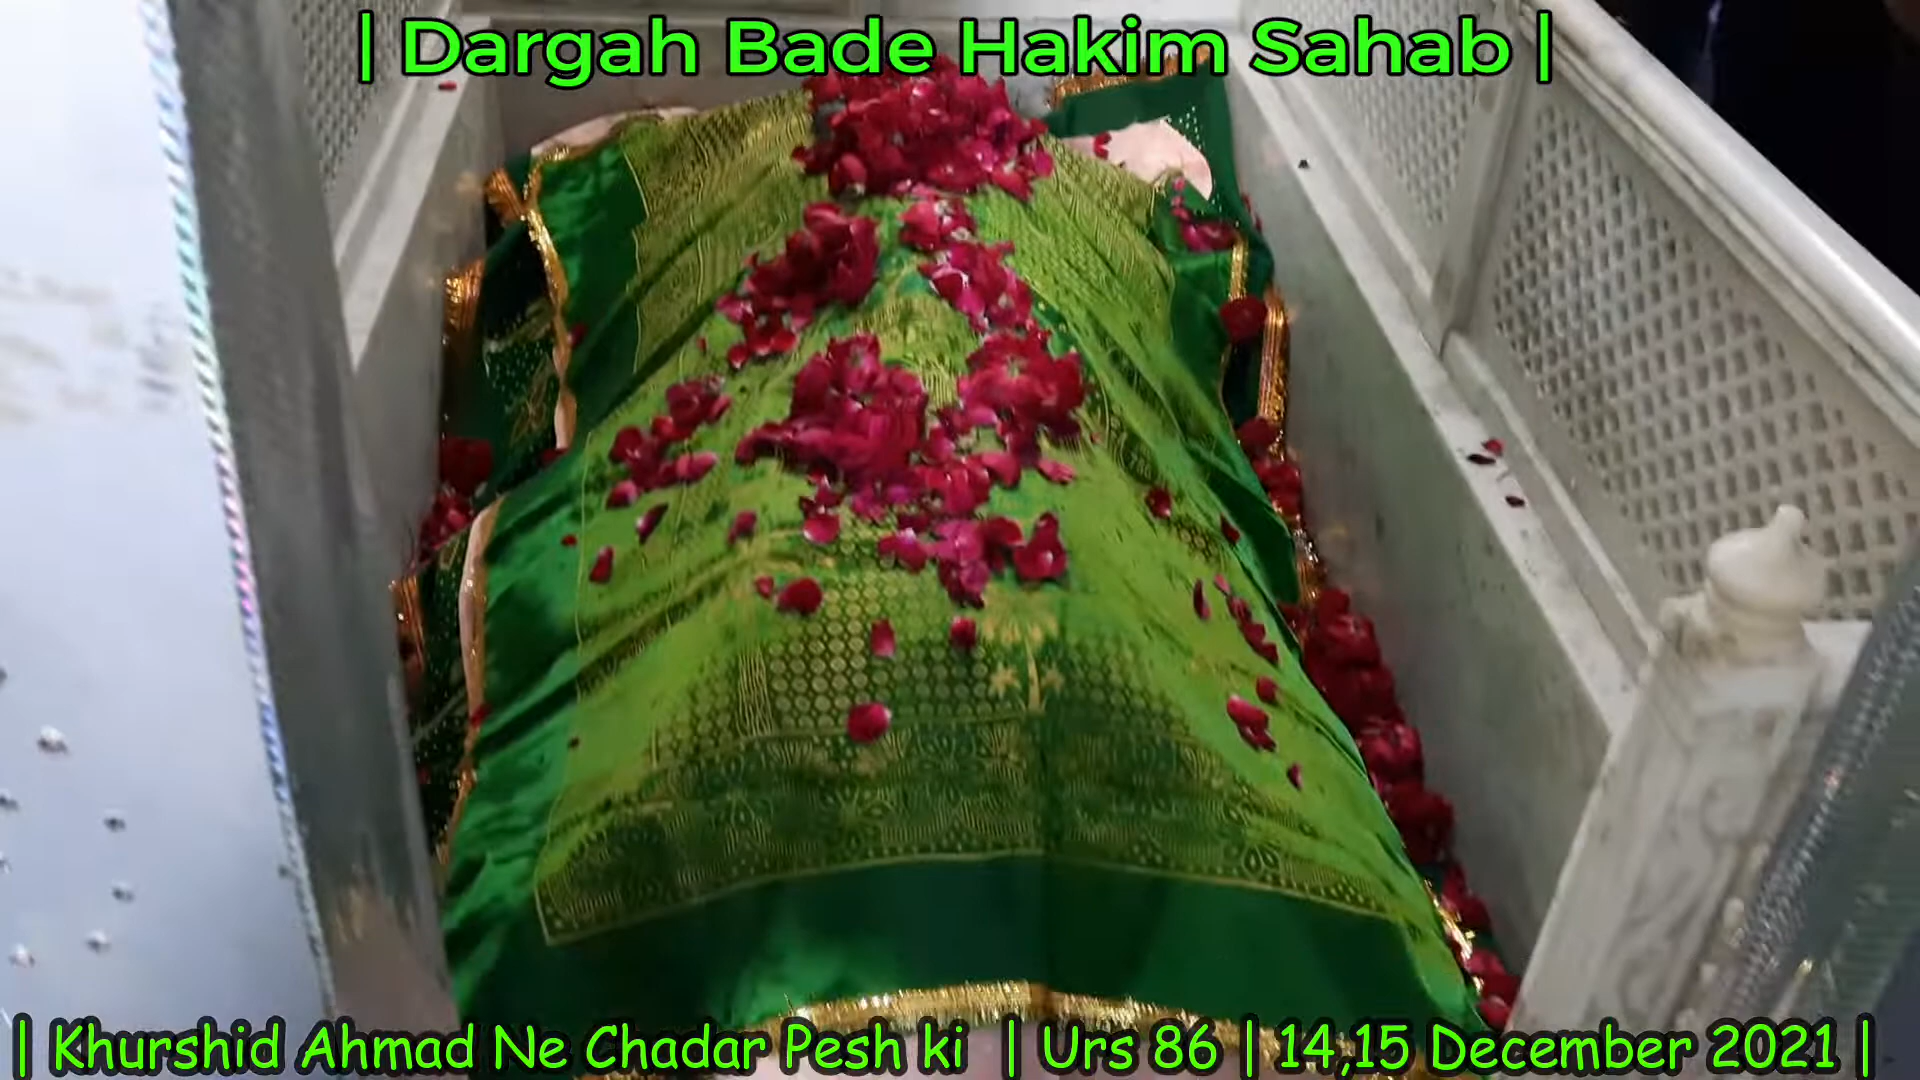 | Dargah Bade Hakim Sahab |
| Khurshid Ahmad Ne Chadar Pesh ki | Urs 86 | 14,15 December 2021 |